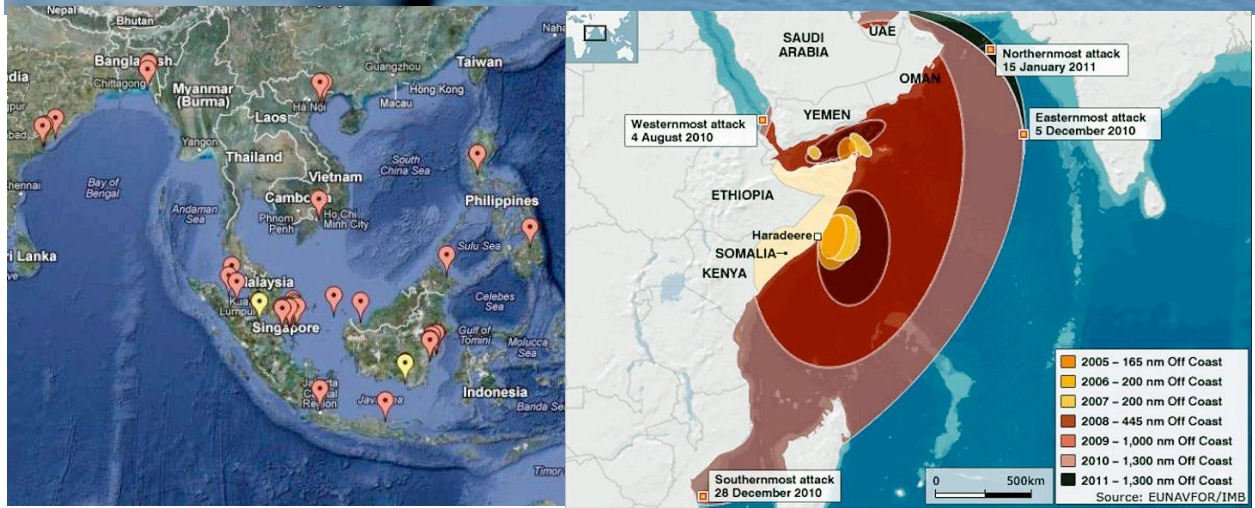 Nepal
Bhutan
Bangladesh
Chittagong
Guangzhou
Taiwan
Myanmar
(Burma)
Hà Nội
Macau
Hong Kong
Laos
Yangon
Thailand
South
China Sea
Bay of
Bengal
Vietnam
Philippines
Andaman
Sea
Phnom
Penh
Ho Chi
Minh City
Sulu Sea
Lanka
Malaysia
Kuala
Lumpur
Celebes
Sea
Singapore
Gulf of
Tomini
Molucca
Sea
Indonesia
Region
Banda Sea
Timor
SAUDI
ARABIA
UAE
Northernmost attack
15 January 2011
OMAN
Westernmost attack
4 August 2010
YEMEN
Easternmost attack
5 December 2010
ETHIOPIA
Haradeere
SOMALIA
KENYA
2005 – 165 nm Off Coast
2006 – 200 nm Off Coast
2007 – 200 nm Off Coast
2008 – 445 nm Off Coast
2009 – 1,000 nm Off Coast
2010 – 1,300 nm Off Coast
2011 – 1,300 nm Off Coast
Southernmost attack
28 December 2010
0 500km
Source: EUNAVFOR/IMB